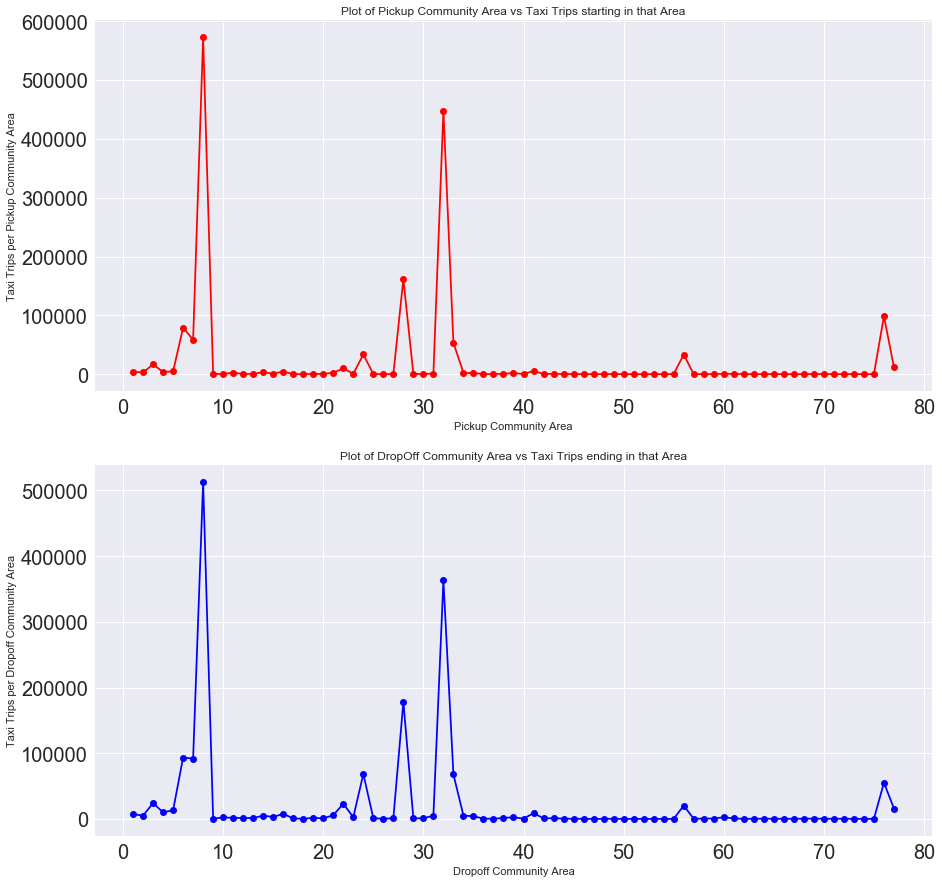 Plot of Pickup Community Area vs Taxi Trips starting in that Area
Taxi Trips per Pickup Community Area
600000
500000
400000
300000
200000
100000
0
0 10 20 30 40 50 60 70 80
Pickup Community Area
Plot of DropOff Community Area vs Taxi Trips ending in that Area
Taxi Trips per Dropoff Community Area
500000
400000
300000
200000
100000
0
0 10 20 30 40 50 60 70 80
Dropoff Community Area